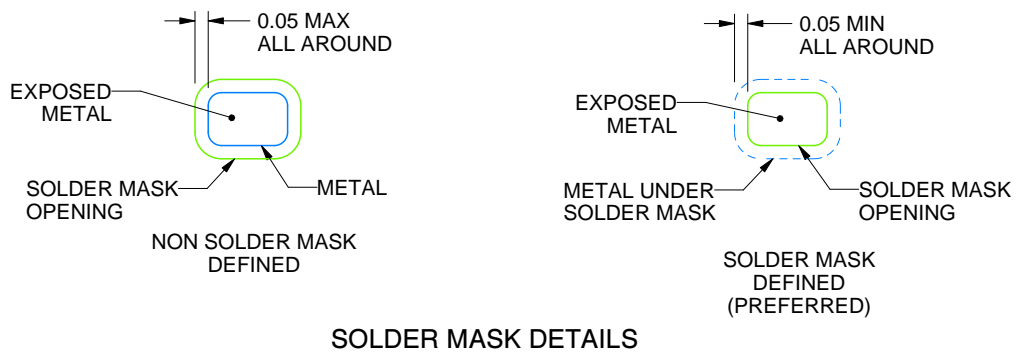 0.05 MAX
ALL AROUND
EXPOSED
METAL
SOLDER MASK
OPENING
METAL
NON SOLDER MASK
DEFINED
0.05 MIN
ALL AROUND
EXPOSED
METAL
METAL UNDER
SOLDER MASK
SOLDER MASK
OPENING
SOLDER MASK
DEFINED
(PREFERRED)
SOLDER MASK DETAILS